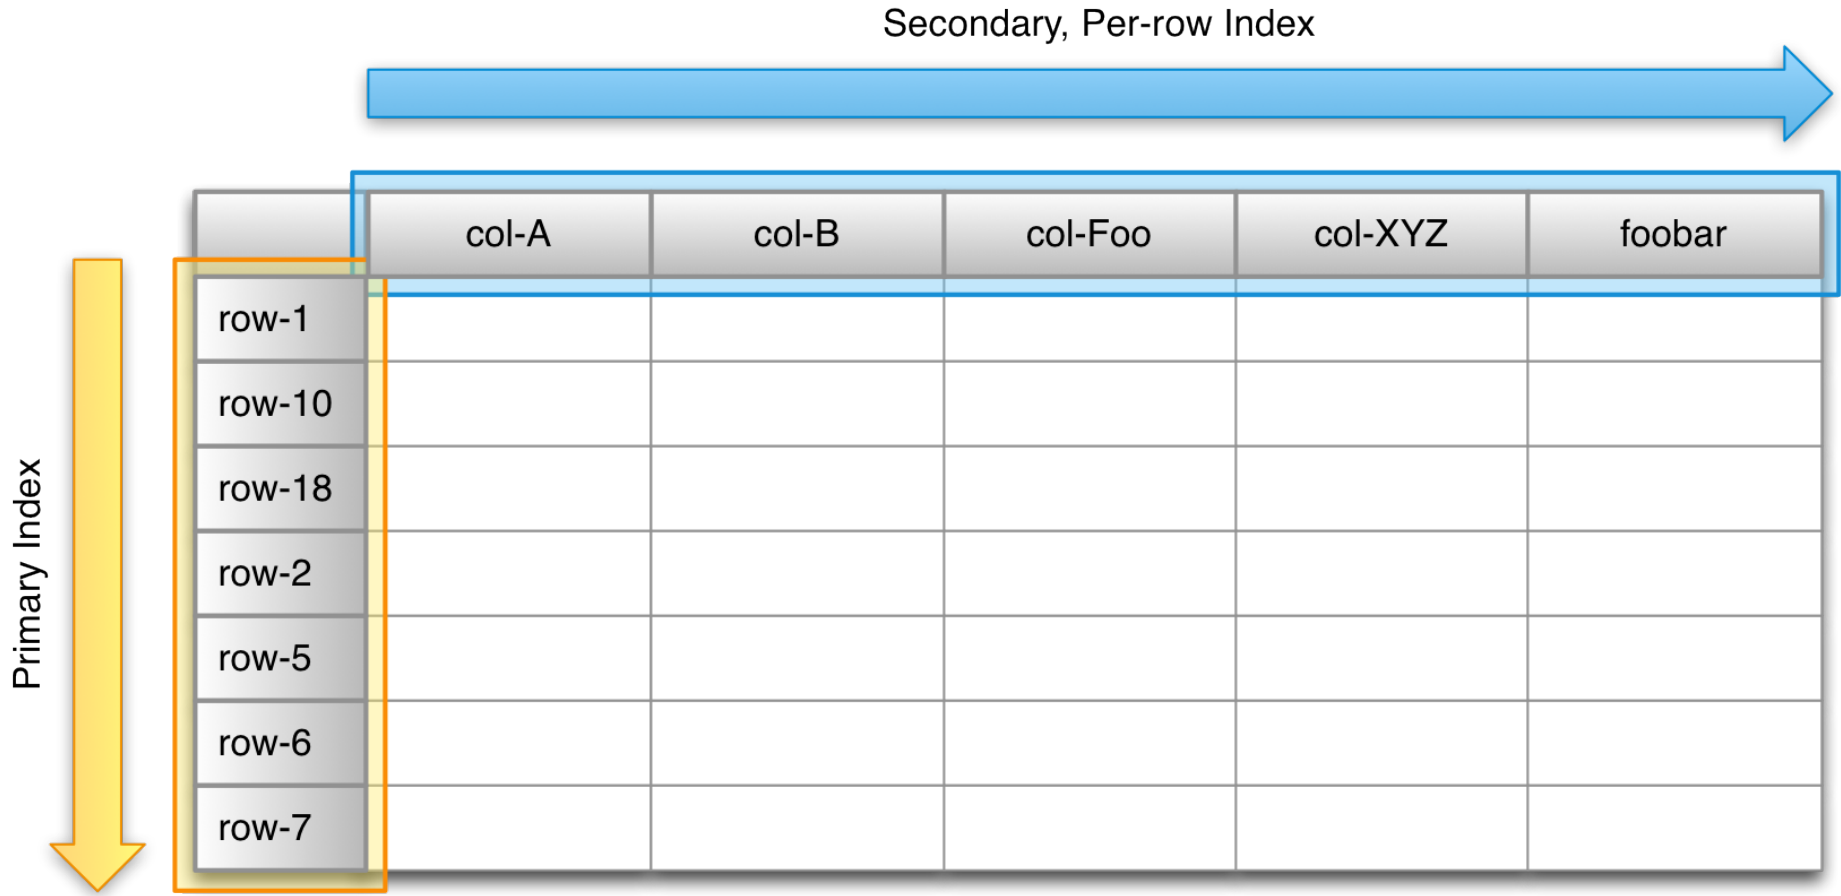 Secondary, Per-row Index
col-A
col-B
col-Foo
col-XYZ
foobar
Primary Index
row-1
row-10
row-18
row-2
row-5
row-6
row-7